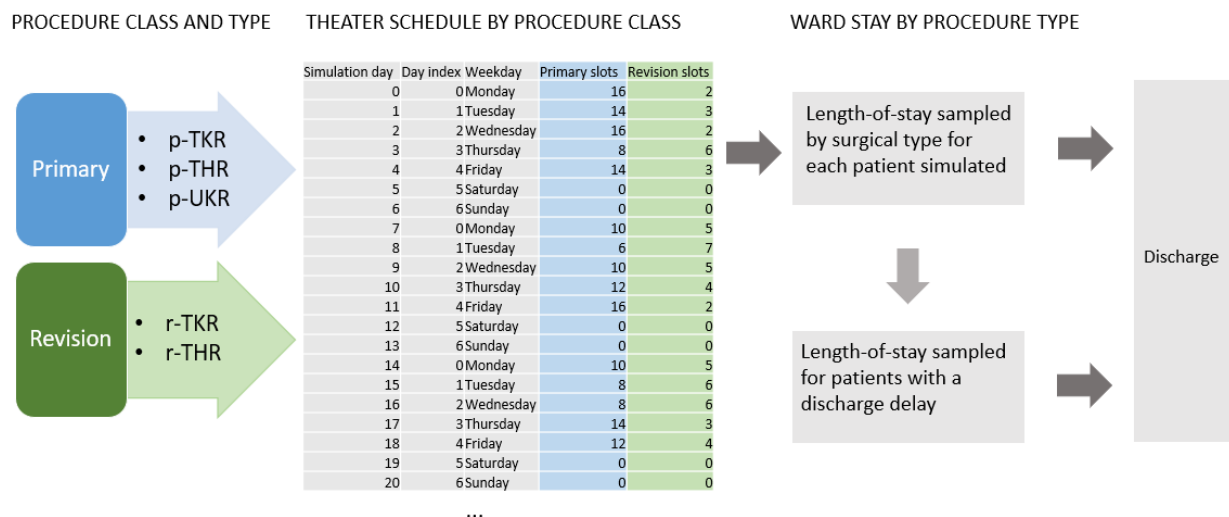 PROCEDURE CLASS AND TYPE
THEATER SCHEDULE BY PROCEDURE CLASS
WARD STAY BY PROCEDURE TYPE
Primary
• p-TKR
• p-THR
• p-UKR
Revision
• r-TKR
• r-THR
Simulation day Day index Weekday Primary slots Revision slots
0 0 Monday 16 2
1 1 Tuesday 14 3
2 2 Wednesday 16 2
3 3 Thursday 8 6
4 4 Friday 14 3
5 5 Saturday 0 0
6 6 Sunday 0 0
7 0 Monday 10 5
8 1 Tuesday 6 7
9 2 Wednesday 10 5
10 3 Thursday 12 4
11 4 Friday 16 2
12 5 Saturday 0 0
13 6 Sunday 0 0
14 0 Monday 10 5
15 1 Tuesday 8 6
16 2 Wednesday 8 6
17 3 Thursday 14 3
18 4 Friday 12 4
19 5 Saturday 0 0
20 6 Sunday 0 0
...
Length-of-stay sampled
by surgical type for
each patient simulated
Length-of-stay sampled
for patients with a
discharge delay
Discharge